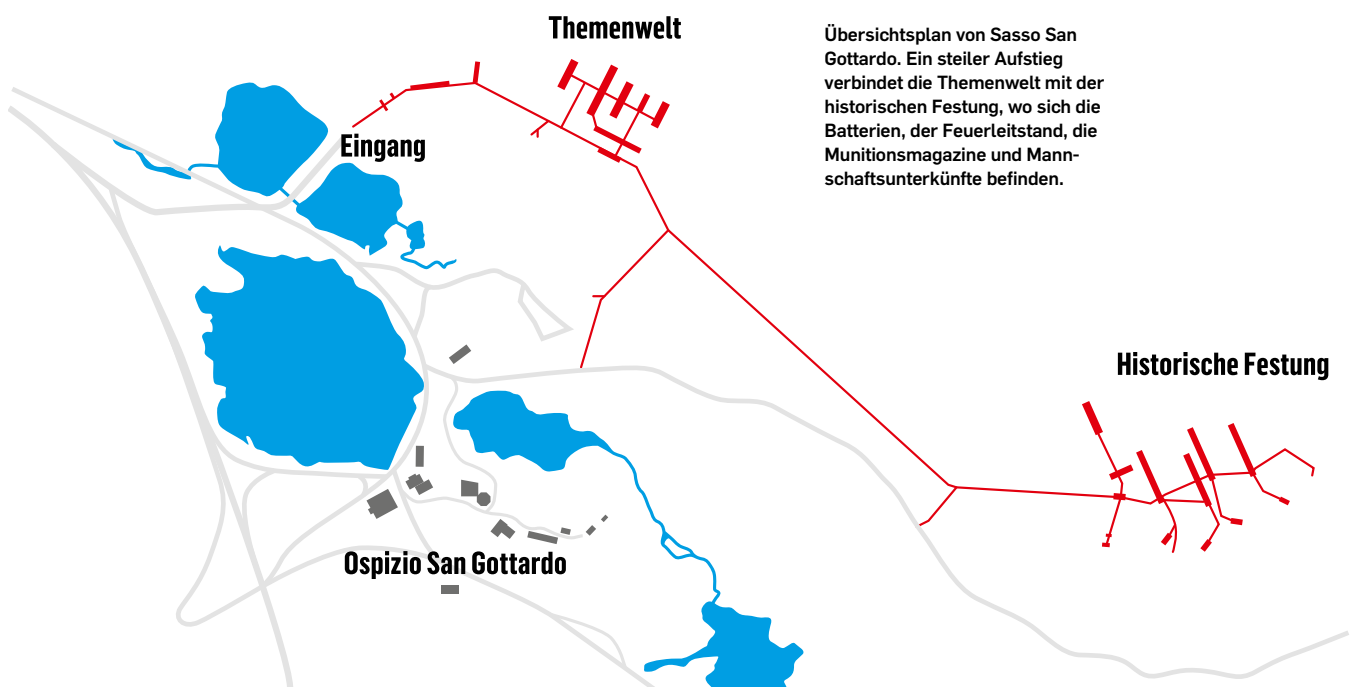 Themenwelt
Übersichtsplan von Sasso San
Gottardo. Ein steiler Aufstieg
verbindet die Themenwelt mit der
historischen Festung, wo sich die
Batterien, der Feuerleitstand, die
Munitionsmagazine und Mann-
schaftsunterkünfte befinden.
Eingang
Historische Festung
Ospizio San Gottardo